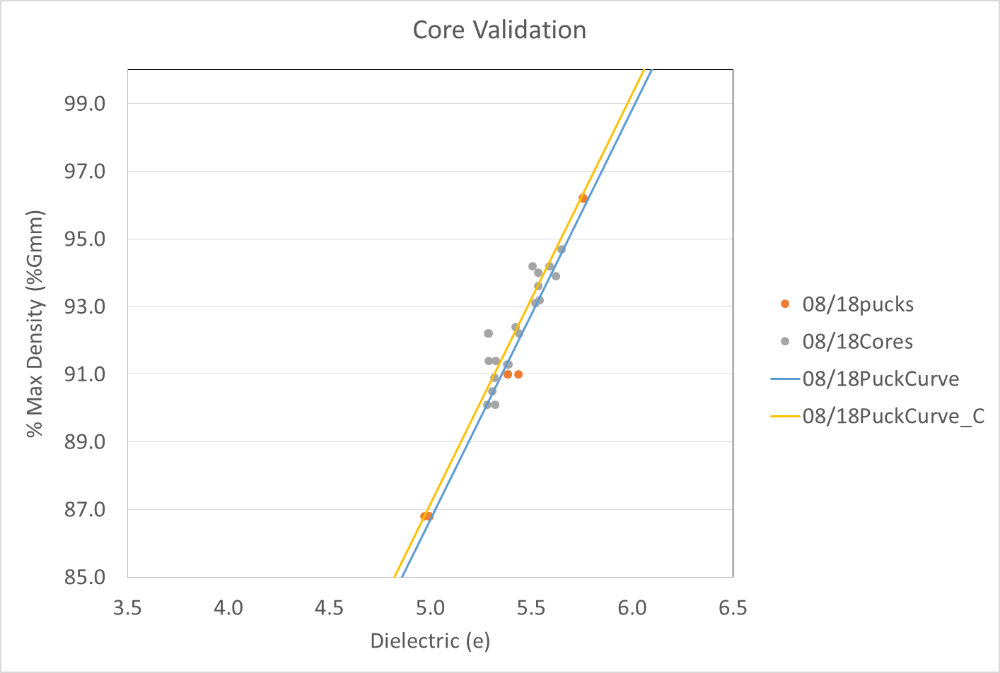 Core Validation
99.0
97.0
95.0
93.0
91.0
89.0
87.0
85.0
% Max Density (%Gmm)
3.5 4.0 4.5 5.0 5.5 6.0 6.5
Dielectric (e)
08/18pucks
08/18Cores
08/18PuckCurve
08/18PuckCurve_C